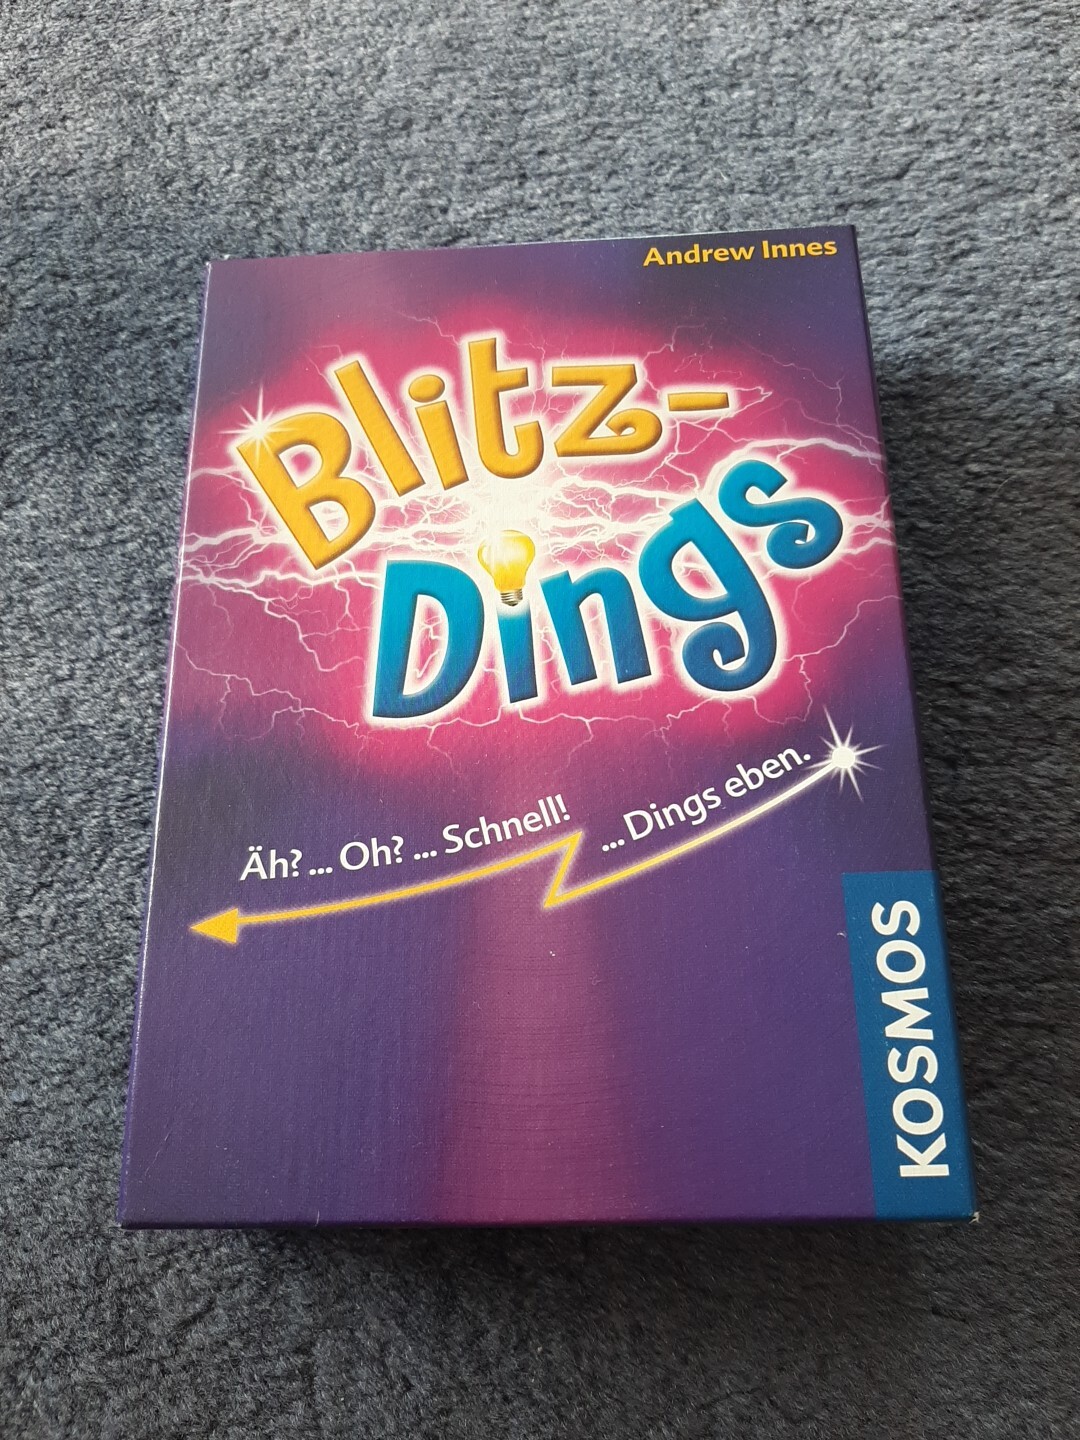 Andrew Innes
Blitz-
Dings
Äh? ... Oh? ... Schnell!
... Dings eben.
KOSMOS